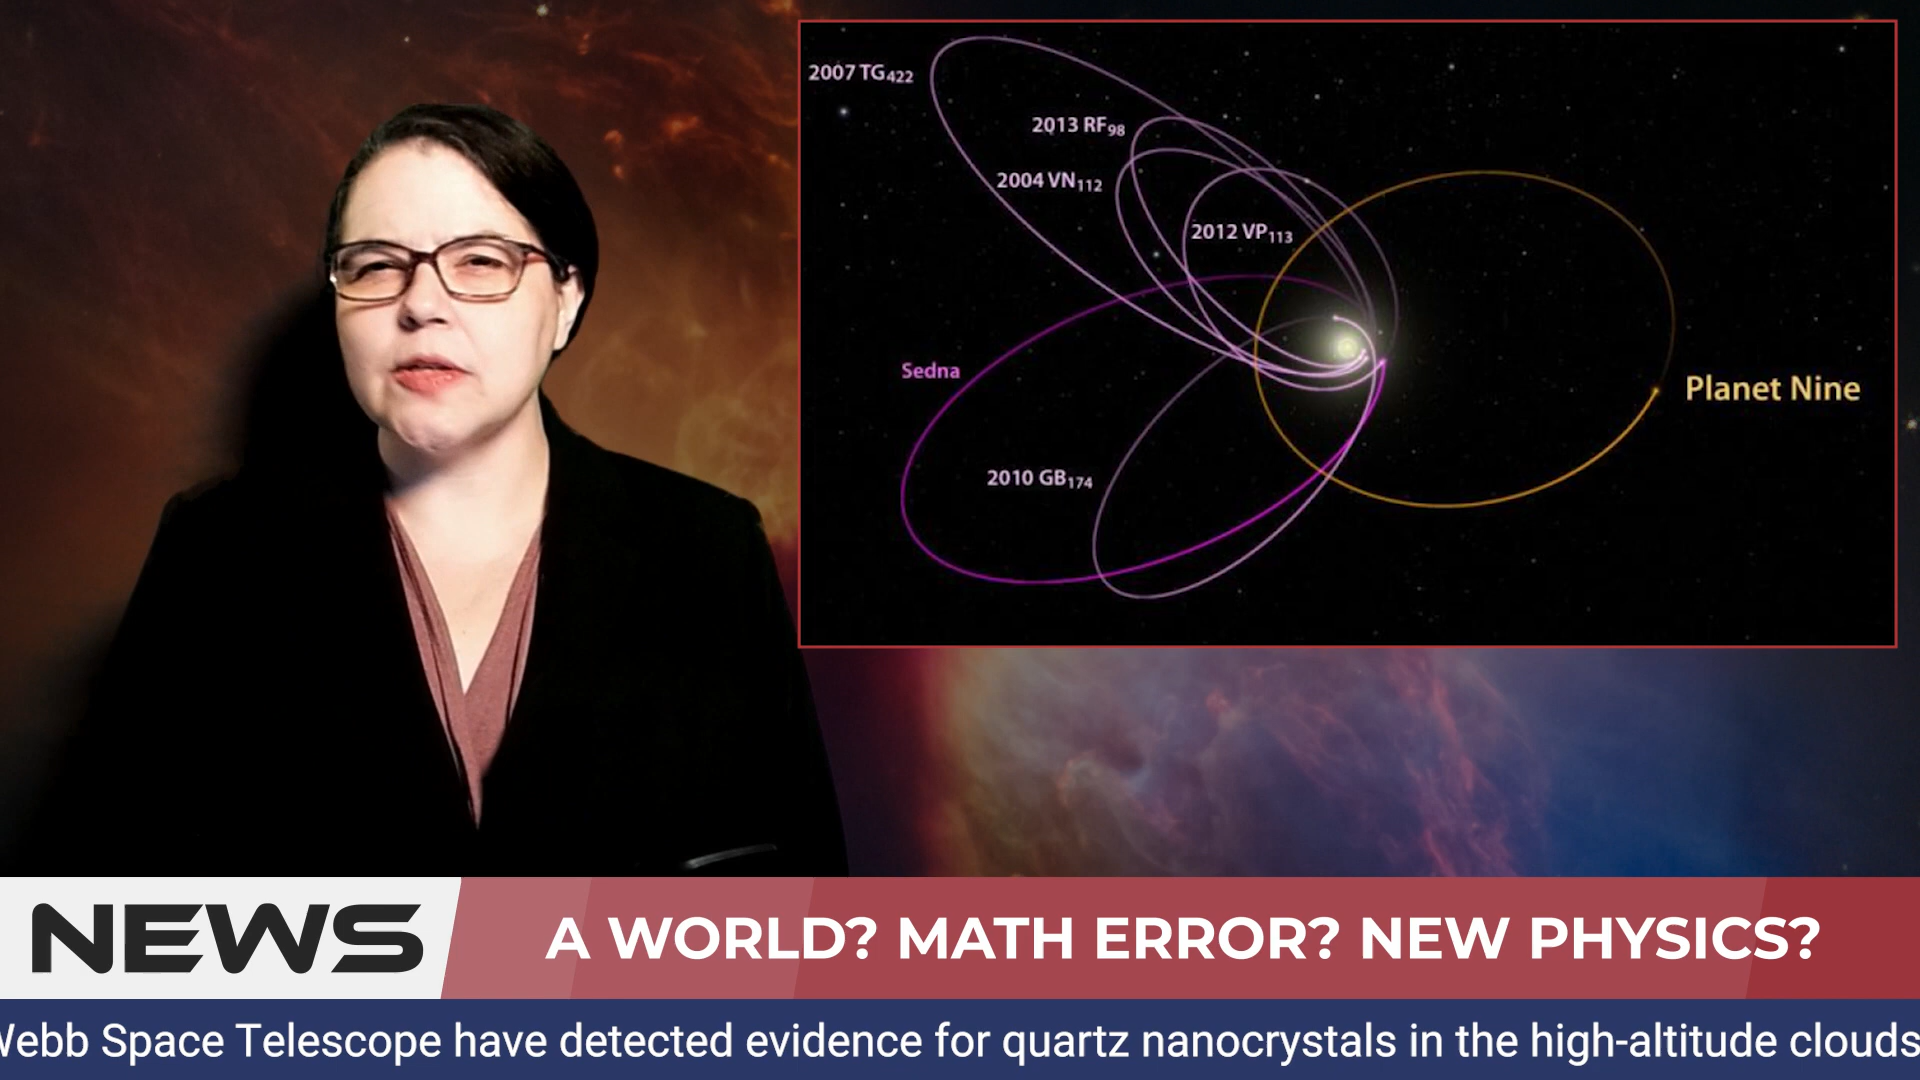 2007 TG422
2013 RF98
2004 VN112
2012 VP113
Sedna
Planet Nine
2010 GB174
NEWS
A WORLD? MATH ERROR? NEW PHYSICS?
Webb Space Telescope have detected evidence for quartz nanocrystals in the high-altitude clouds